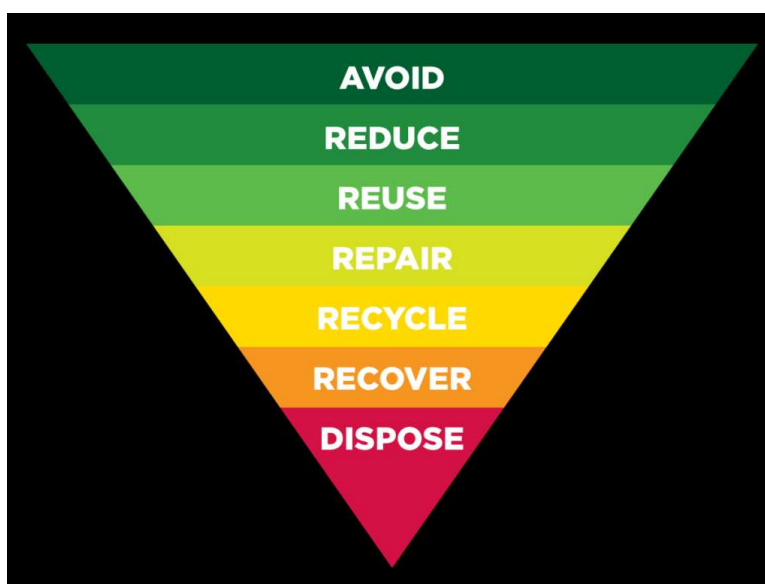 AVOID
REDUCE
REUSE
REPAIR
RECYCLE
RECOVER
DISPOSE